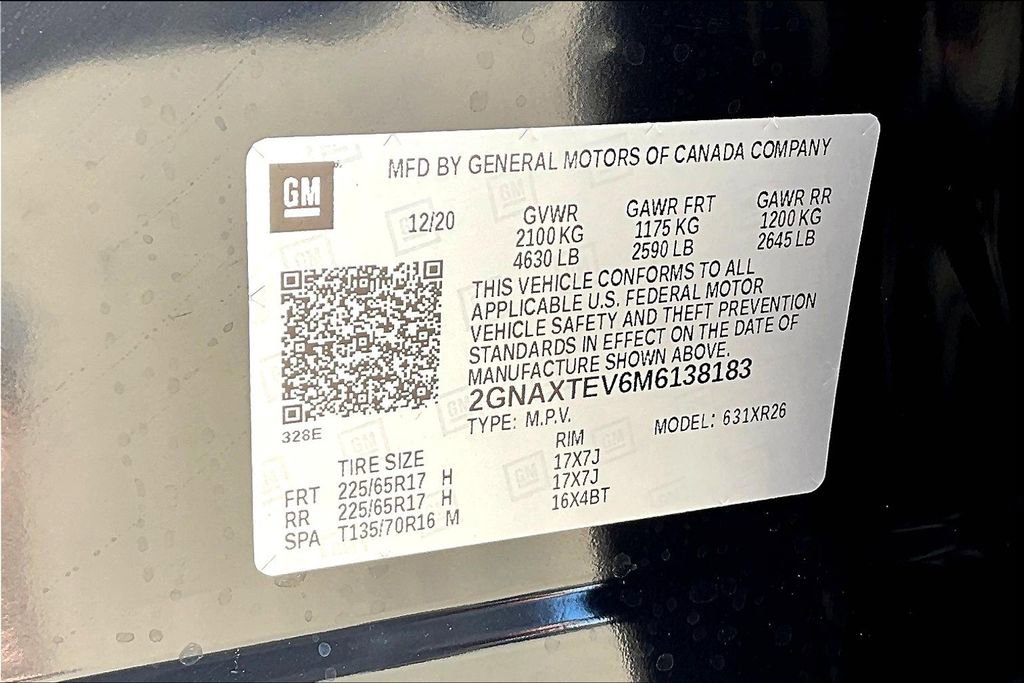 GM
MFD BY GENERAL MOTORS OF CANADA COMPANY
12/20
GVWR
2100 KG
4630 LB
GAWR FRT
1175 KG
2590 LB
GAWR RR
1200 KG
2645 LB
THIS VEHICLE CONFORMS TO ALL
APPLICABLE U.S. FEDERAL MOTOR
VEHICLE SAFETY AND THEFT PREVENTION
STANDARDS IN EFFECT ON THE DATE OF
MANUFACTURE SHOWN ABOVE.
2GNAXTEV6M6138183
TYPE: M.P.V. MODEL: 631XR26
328E
TIRE SIZE RIM
FRT 225/65R17 H 17X7J
RR 225/65R17 H 17X7J
SPA T135/70R16 M 16X4BT